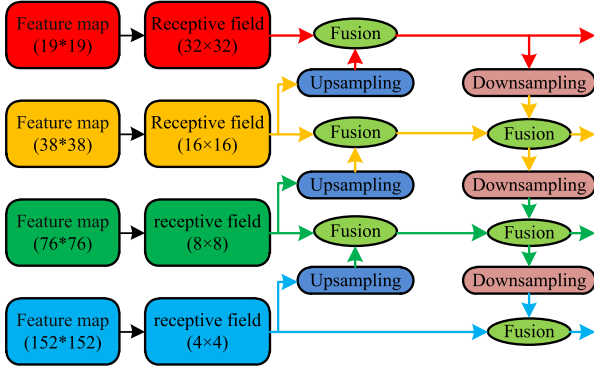 Feature map
(19*19)
Receptive field
(32×32)
Fusion
Upsampling
Downsampling
Feature map
(38*38)
Receptive field
(16×16)
Fusion
Fusion
Upsampling
Downsampling
Feature map
(76*76)
receptive field
(8×8)
Fusion
Fusion
Upsampling
Downsampling
Feature map
(152*152)
receptive field
(4×4)
Fusion